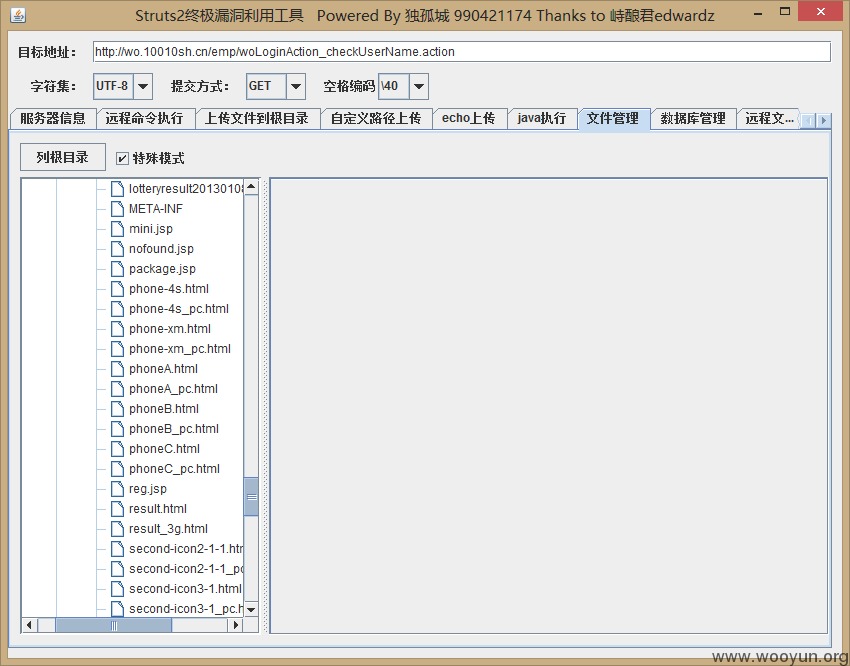 Struts2终极漏洞利用工具 Powered By 独孤城 990421174 Thanks to 峙酿君edwardz
目标地址： http://wo.10010sh.cn/emp/woLoginAction_checkUserName.action
字符集： UTF-8 提交方式： GET 空格编码 \40
服务器信息 远程命令执行 上传文件到根目录 自定义路径上传 echo上传 java执行 文件管理 数据库管理 远程文...
列根目录 特殊模式
lotteryresult2013010
META-INF
mini.jsp
nofound.jsp
package.jsp
phone-4s.html
phone-4s_pc.html
phone-xm.html
phone-xm_pc.html
phoneA.html
phoneA_pc.html
phoneB.html
phoneB_pc.html
phoneC.html
phoneC_pc.html
reg.jsp
result.html
result_3g.html
second-icon2-1-1.htm
second-icon2-1-1_pc
second-icon3-1.html
second-icon3-1_pc.h
www.wooyun.org